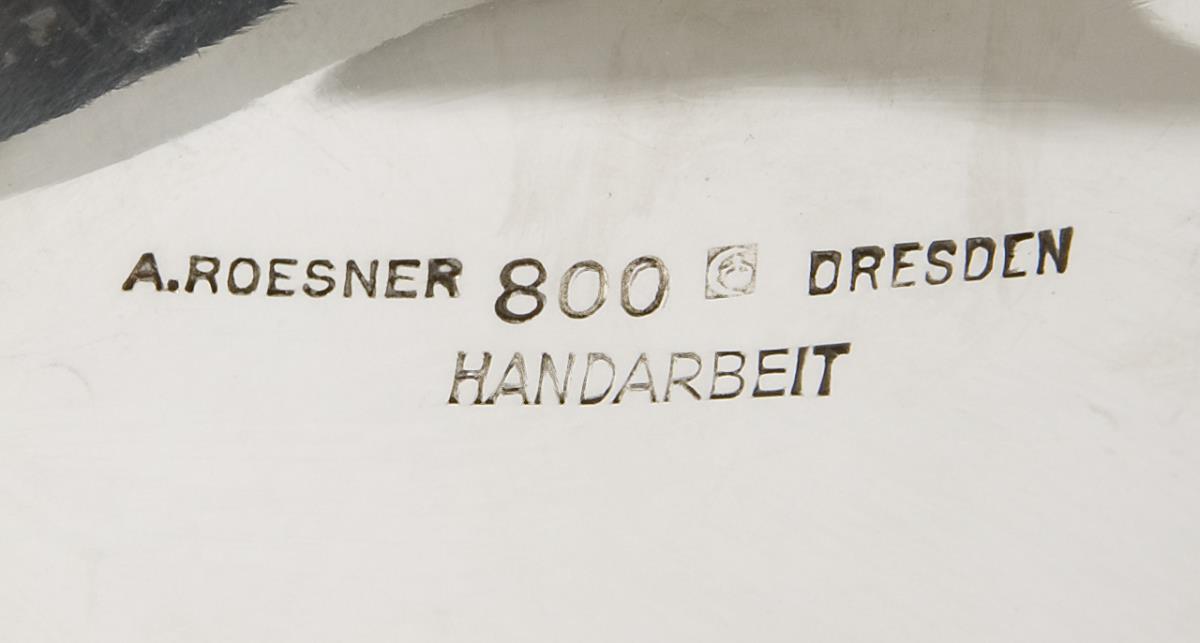 A.ROESNER 800 DRESDEN
HANDARBEIT